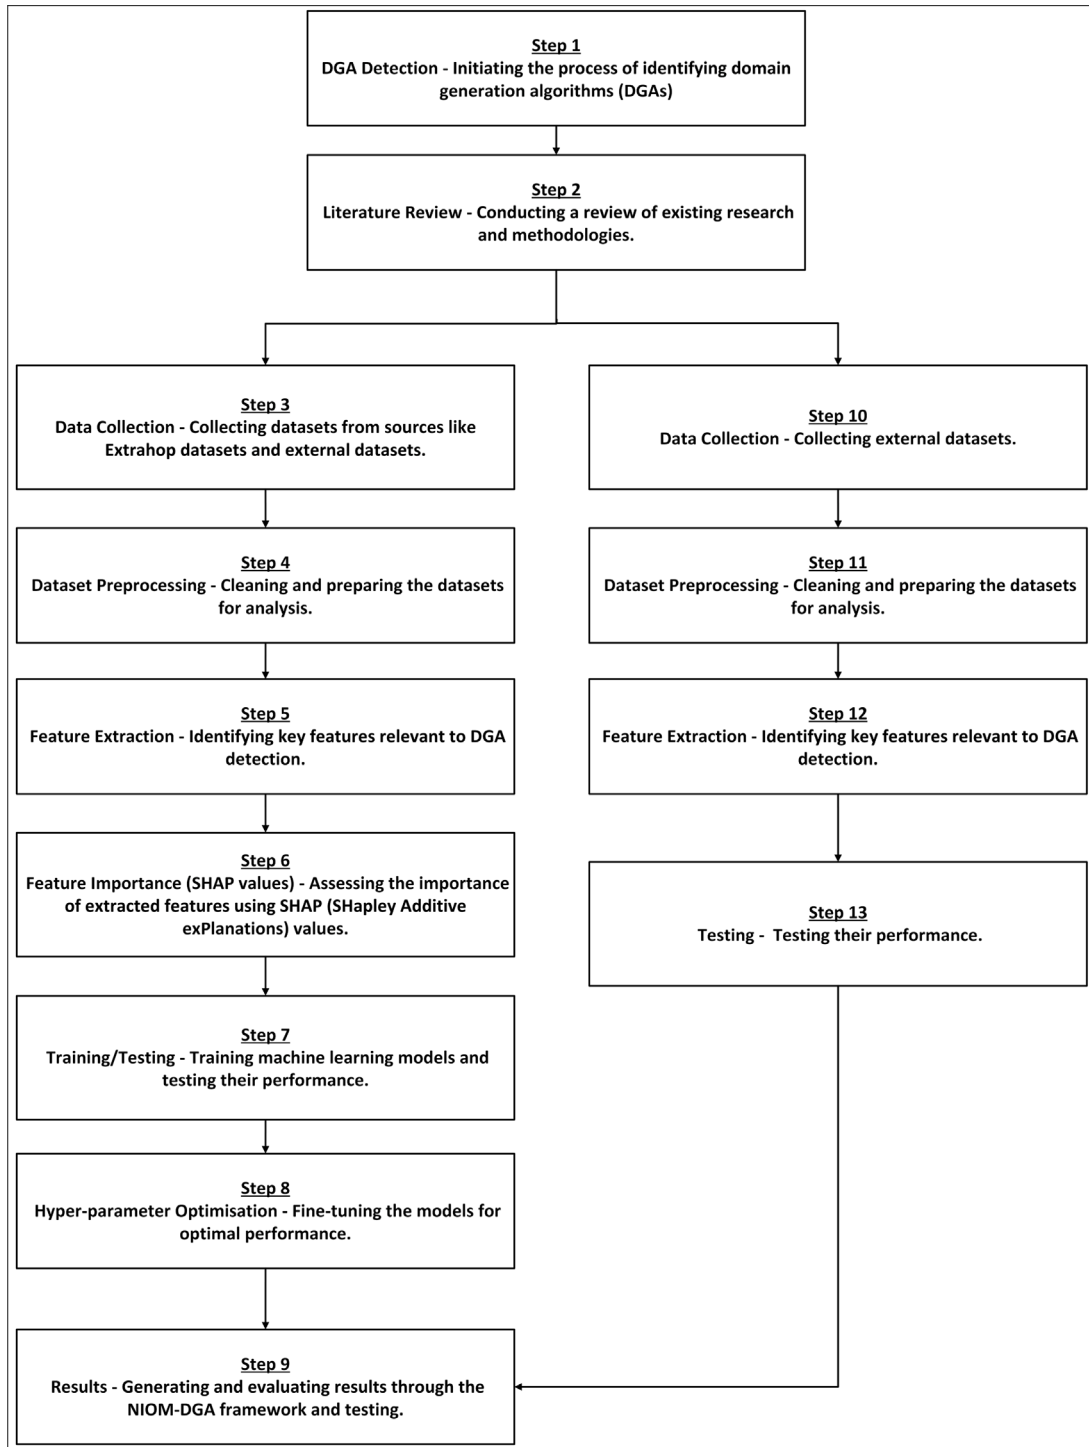 Step 1
DGA Detection - Initiating the process of identifying domain
generation algorithms (DGAs)
Step 2
Literature Review - Conducting a review of existing research
and methodologies.
Step 3
Data Collection - Collecting datasets from sources like
Extrahop datasets and external datasets.
Step 4
Dataset Preprocessing - Cleaning and preparing the datasets
for analysis.
Step 5
Feature Extraction - Identifying key features relevant to DGA
detection.
Step 6
Feature Importance (SHAP values) - Assessing the importance
of extracted features using SHAP (SHapley Additive
exPlanations) values.
Step 7
Training/Testing - Training machine learning models and
testing their performance.
Step 8
Hyper-parameter Optimisation - Fine-tuning the models for
optimal performance.
Step 9
Results - Generating and evaluating results through the
NIOM-DGA framework and testing.
Step 10
Data Collection - Collecting external datasets.
Step 11
Dataset Preprocessing - Cleaning and preparing the datasets
for analysis.
Step 12
Feature Extraction - Identifying key features relevant to DGA
detection.
Step 13
Testing -  Testing their performance.